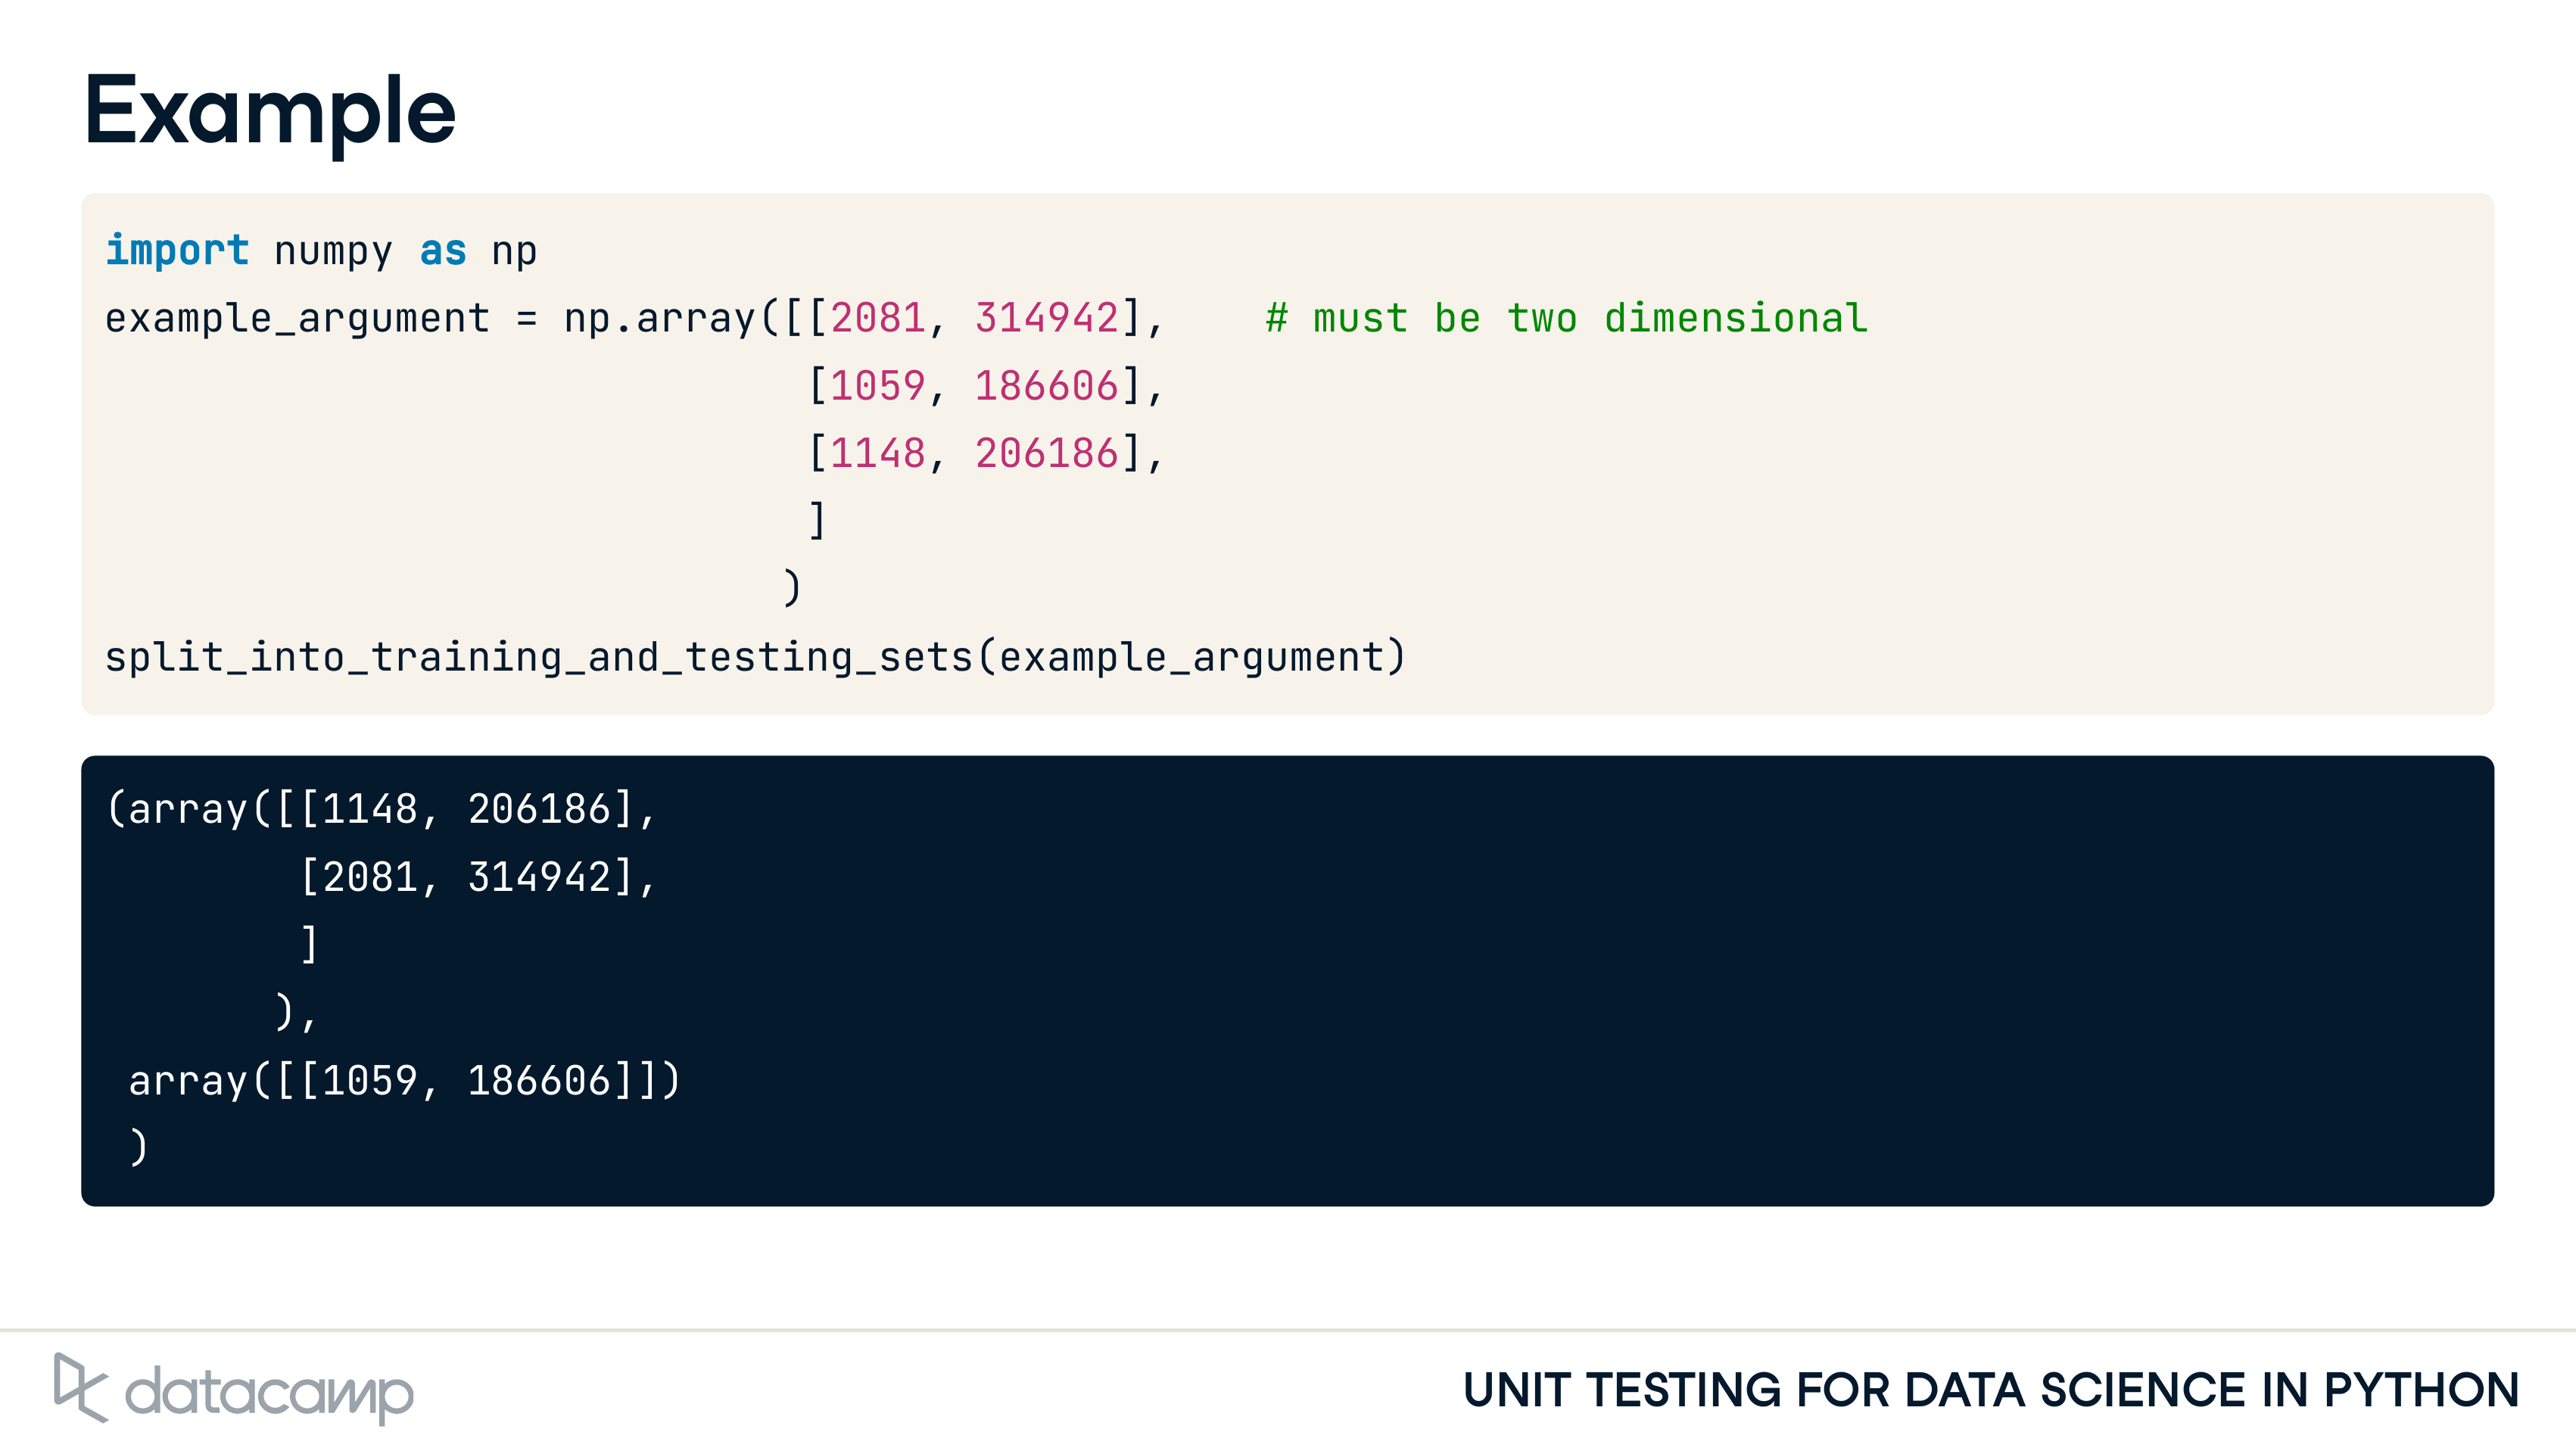 Example
import numpy as np
example_argument = np.array([[2081, 314942],    # must be two dimensional
                             [1059, 186606],
                             [1148, 206186],
                             ]
                            )
split_into_training_and_testing_sets(example_argument)
(array([[1148, 206186],
        [2081, 314942],
        ]
       ),
 array([[1059, 186606]])
 )
datacamp
UNIT TESTING FOR DATA SCIENCE IN PYTHON